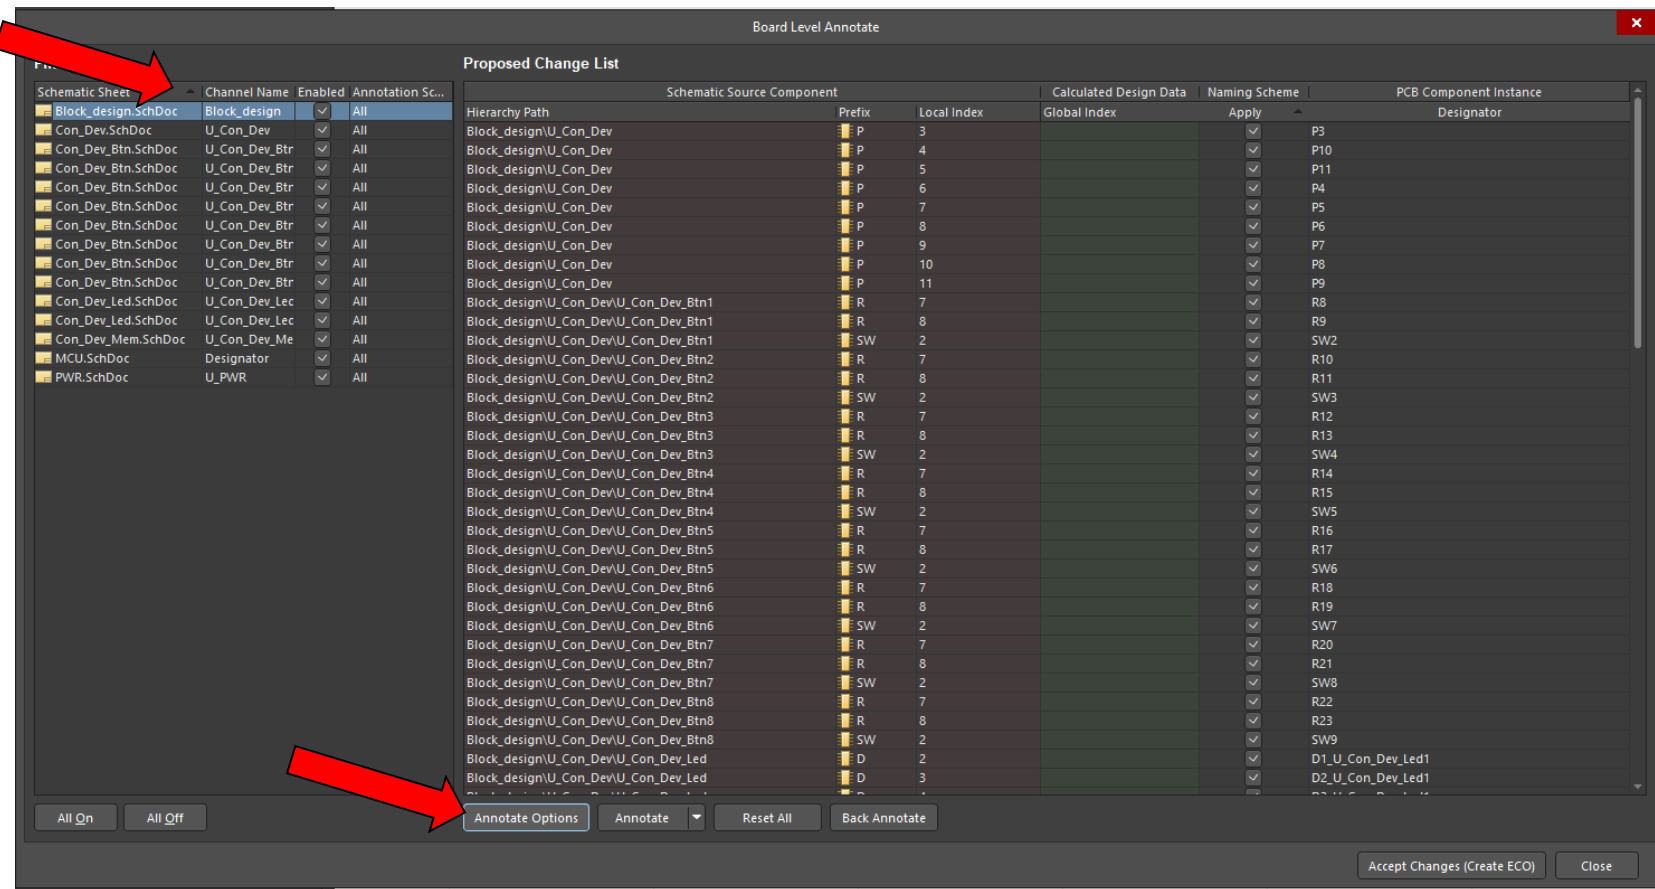 Board Level Annotate
Proposed Change List
Schematic Sheet Channel Name Enabled Annotation Sc...
Block_design.SchDoc Block_design All
Con_Dev.SchDoc U_Con_Dev All
Con_Dev_Btn.SchDoc U_Con_Dev_Btr All
Con_Dev_Btn.SchDoc U_Con_Dev_Btr All
Con_Dev_Btn.SchDoc U_Con_Dev_Btr All
Con_Dev_Btn.SchDoc U_Con_Dev_Btr All
Con_Dev_Btn.SchDoc U_Con_Dev_Btr All
Con_Dev_Btn.SchDoc U_Con_Dev_Btr All
Con_Dev_Btn.SchDoc U_Con_Dev_Btr All
Con_Dev_Btn.SchDoc U_Con_Dev_Btr All
Con_Dev_Led.SchDoc U_Con_Dev_Lec All
Con_Dev_Led.SchDoc U_Con_Dev_Lec All
Con_Dev_Mem.SchDoc U_Con_Dev_Me All
MCU.SchDoc Designator All
PWR.SchDoc U_PWR All
Schematic Source Component Calculated Design Data Naming Scheme PCB Component Instance
Hierarchy Path Prefix Local Index Global Index Apply Designator
Block_design\U_Con_Dev P 3 P3
Block_design\U_Con_Dev P 4 P10
Block_design\U_Con_Dev P 5 P11
Block_design\U_Con_Dev P 6 P4
Block_design\U_Con_Dev P 7 P5
Block_design\U_Con_Dev P 8 P6
Block_design\U_Con_Dev P 9 P7
Block_design\U_Con_Dev P 10 P8
Block_design\U_Con_Dev P 11 P9
Block_design\U_Con_Dev\U_Con_Dev_Btn1 R 7 R8
Block_design\U_Con_Dev\U_Con_Dev_Btn1 R 8 R9
Block_design\U_Con_Dev\U_Con_Dev_Btn1 SW 2 SW2
Block_design\U_Con_Dev\U_Con_Dev_Btn2 R 7 R10
Block_design\U_Con_Dev\U_Con_Dev_Btn2 R 8 R11
Block_design\U_Con_Dev\U_Con_Dev_Btn2 SW 2 SW3
Block_design\U_Con_Dev\U_Con_Dev_Btn3 R 7 R12
Block_design\U_Con_Dev\U_Con_Dev_Btn3 R 8 R13
Block_design\U_Con_Dev\U_Con_Dev_Btn3 SW 2 SW4
Block_design\U_Con_Dev\U_Con_Dev_Btn4 R 7 R14
Block_design\U_Con_Dev\U_Con_Dev_Btn4 R 8 R15
Block_design\U_Con_Dev\U_Con_Dev_Btn4 SW 2 SW5
Block_design\U_Con_Dev\U_Con_Dev_Btn5 R 7 R16
Block_design\U_Con_Dev\U_Con_Dev_Btn5 R 8 R17
Block_design\U_Con_Dev\U_Con_Dev_Btn5 SW 2 SW6
Block_design\U_Con_Dev\U_Con_Dev_Btn6 R 7 R18
Block_design\U_Con_Dev\U_Con_Dev_Btn6 R 8 R19
Block_design\U_Con_Dev\U_Con_Dev_Btn6 SW 2 SW7
Block_design\U_Con_Dev\U_Con_Dev_Btn7 R 7 R20
Block_design\U_Con_Dev\U_Con_Dev_Btn7 R 8 R21
Block_design\U_Con_Dev\U_Con_Dev_Btn7 SW 2 SW8
Block_design\U_Con_Dev\U_Con_Dev_Btn8 R 7 R22
Block_design\U_Con_Dev\U_Con_Dev_Btn8 R 8 R23
Block_design\U_Con_Dev\U_Con_Dev_Btn8 SW 2 SW9
Block_design\U_Con_Dev\U_Con_Dev_Led D 2 D1_U_Con_Dev_Led1
Block_design\U_Con_Dev\U_Con_Dev_Led D 3 D2_U_Con_Dev_Led1
All On All Off Annotate Options Annotate Reset All Back Annotate
Accept Changes (Create ECO) Close